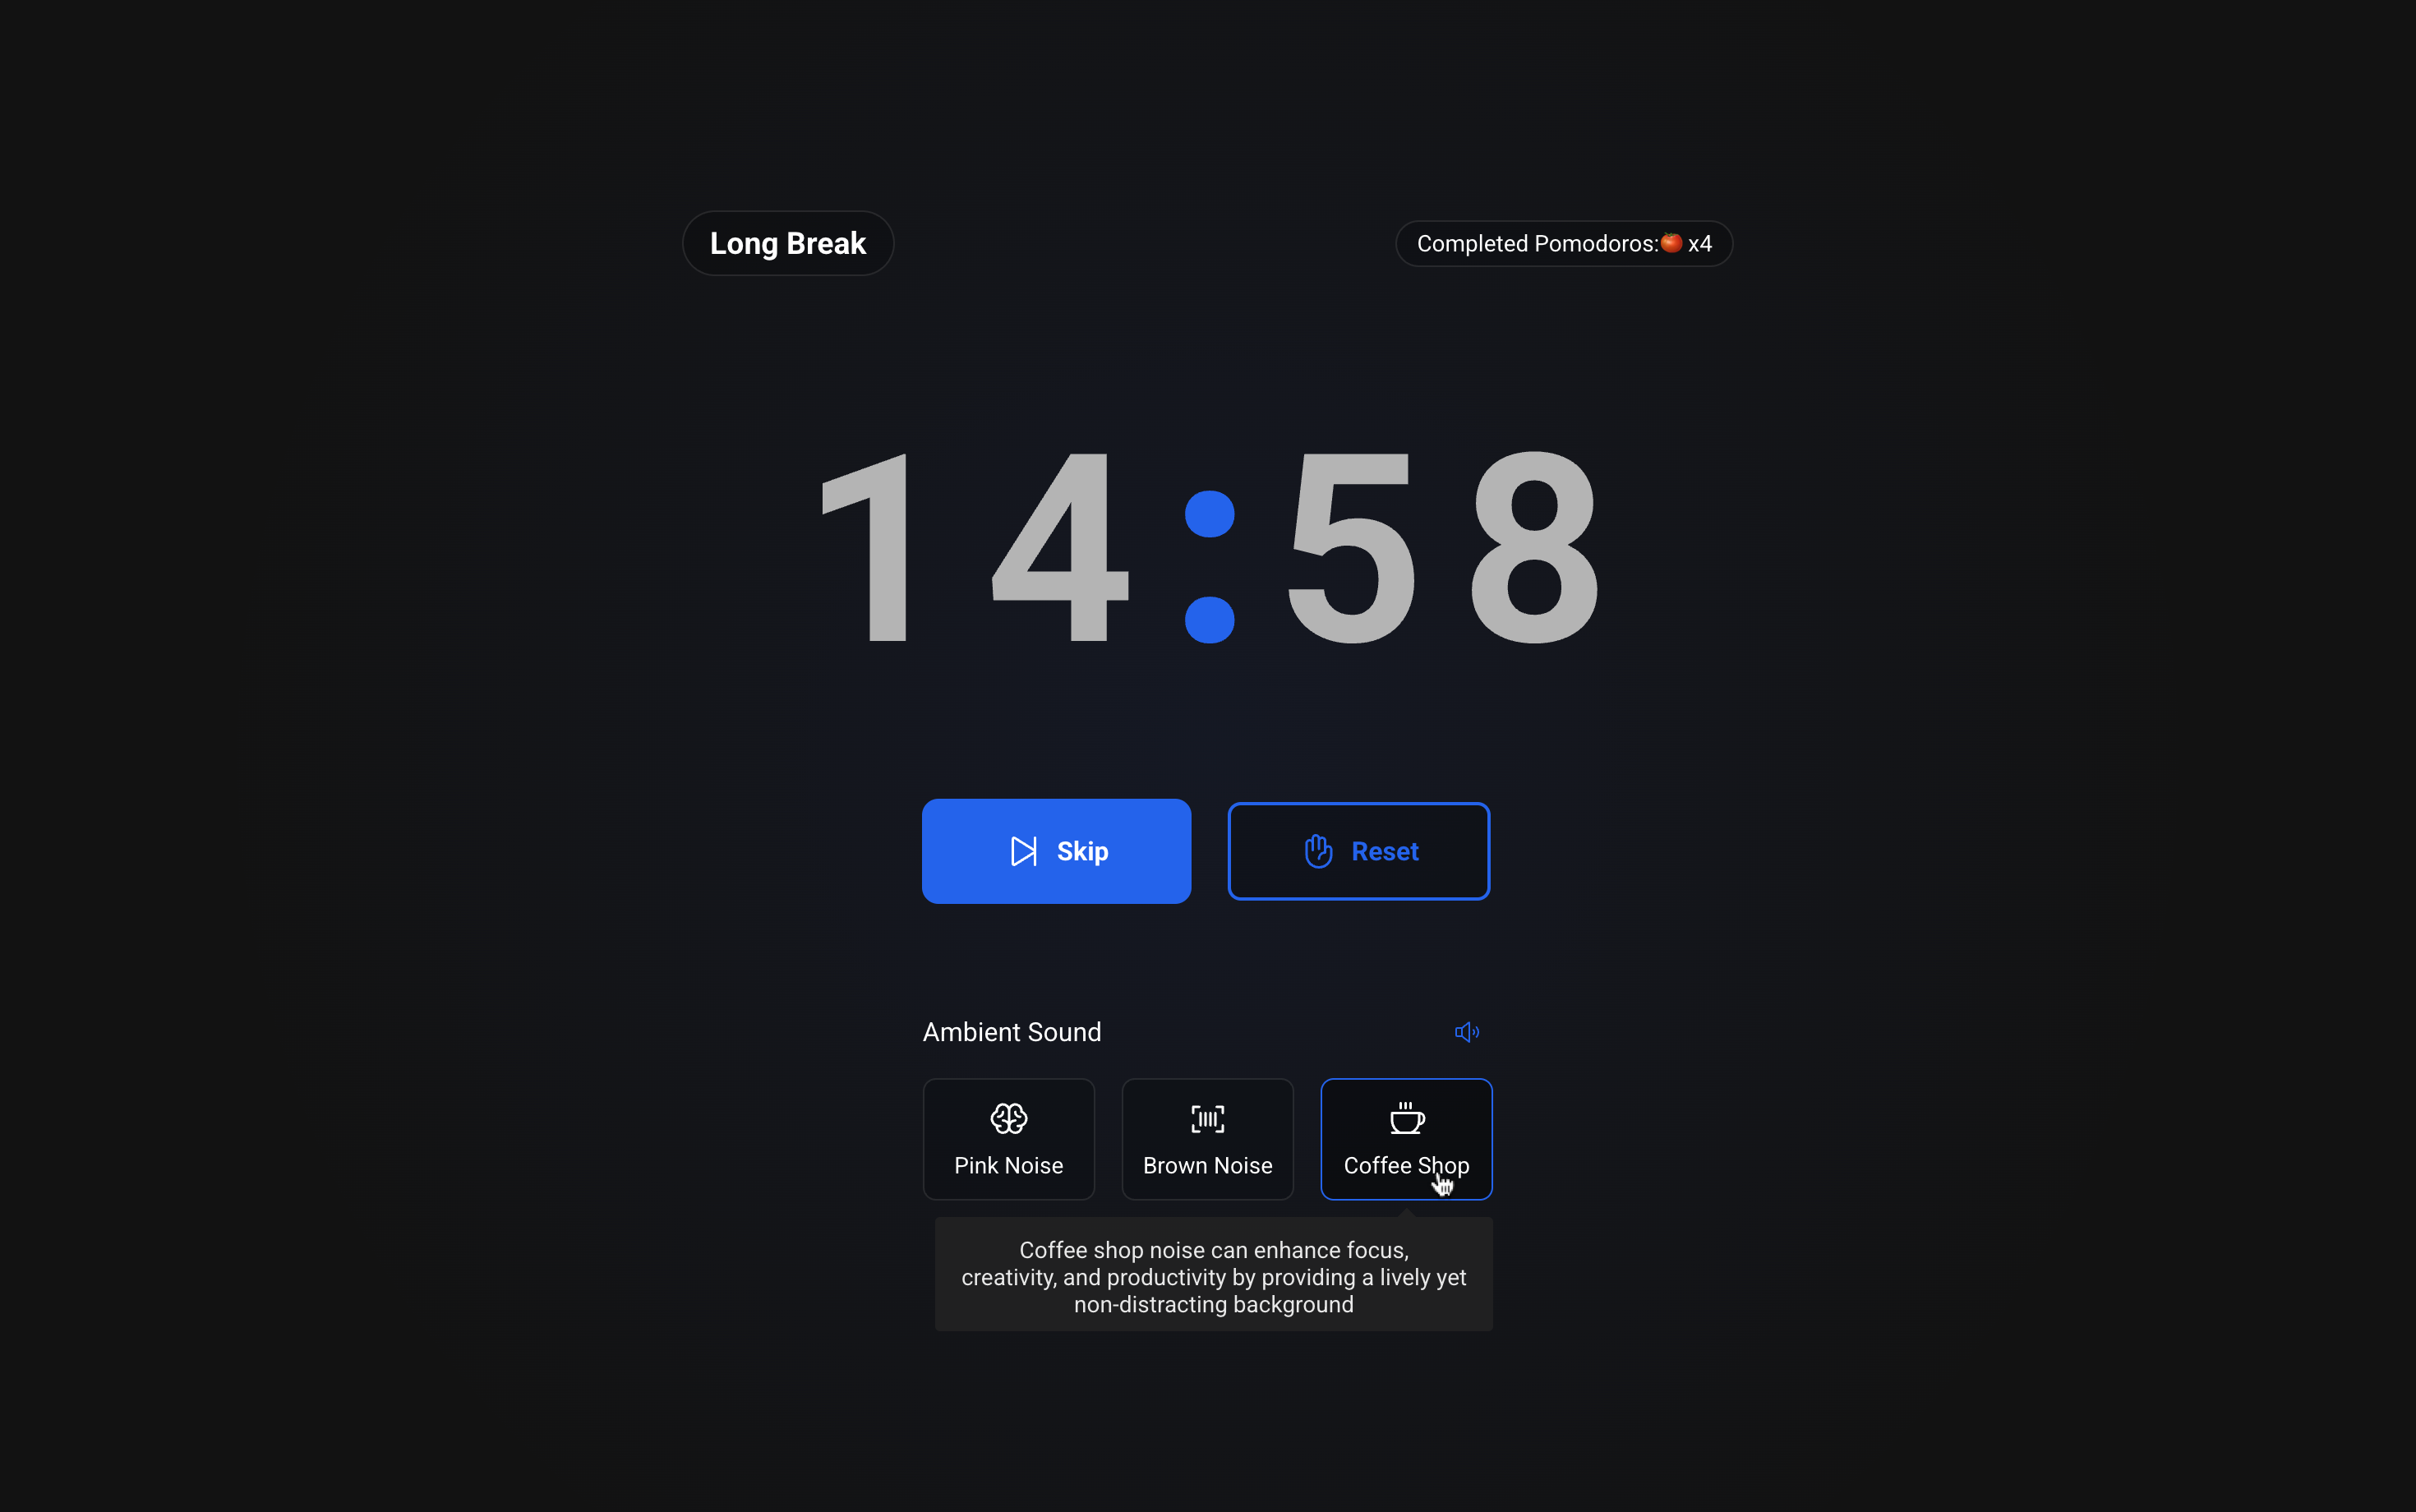 Long Break
Completed Pomodoros:🍅 x4
14:58
Skip
Reset
Ambient Sound
Pink Noise
Brown Noise
Coffee Shop
Coffee shop noise can enhance focus,
creativity, and productivity by providing a lively yet
non-distracting background